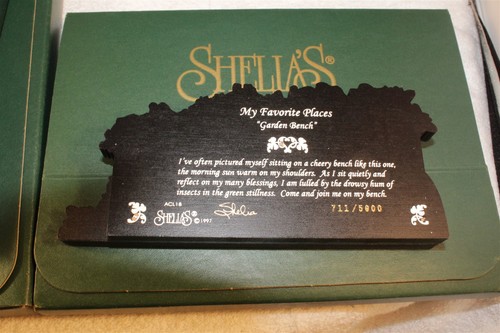 SHELIA'S®
My Favorite Places
"Garden Bench"
I've often pictured myself sitting on a cheery bench like this one,
the morning sun warm on my shoulders. As I sit quietly and
reflect on my many blessings, I am lulled by the drowsy hum of
insects in the green stillness. Come and join me on my bench.
ACL18
SHELIA'S ©1997 Shelia 711/5000